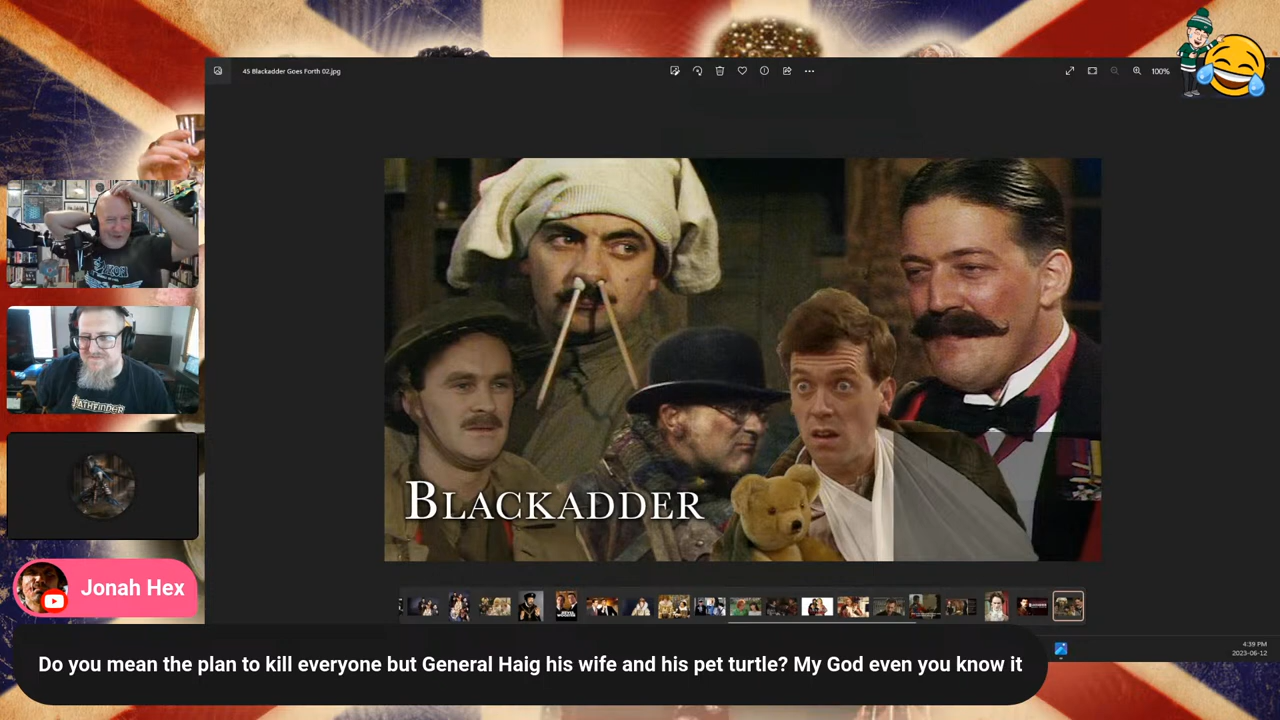 45 Blackadder Goes Forth 02.jpg
100%
BLACKADDER
PATHFINDER
Jonah Hex
Do you mean the plan to kill everyone but General Haig his wife and his pet turtle? My God even you know it
4:39 PM
2023-06-12